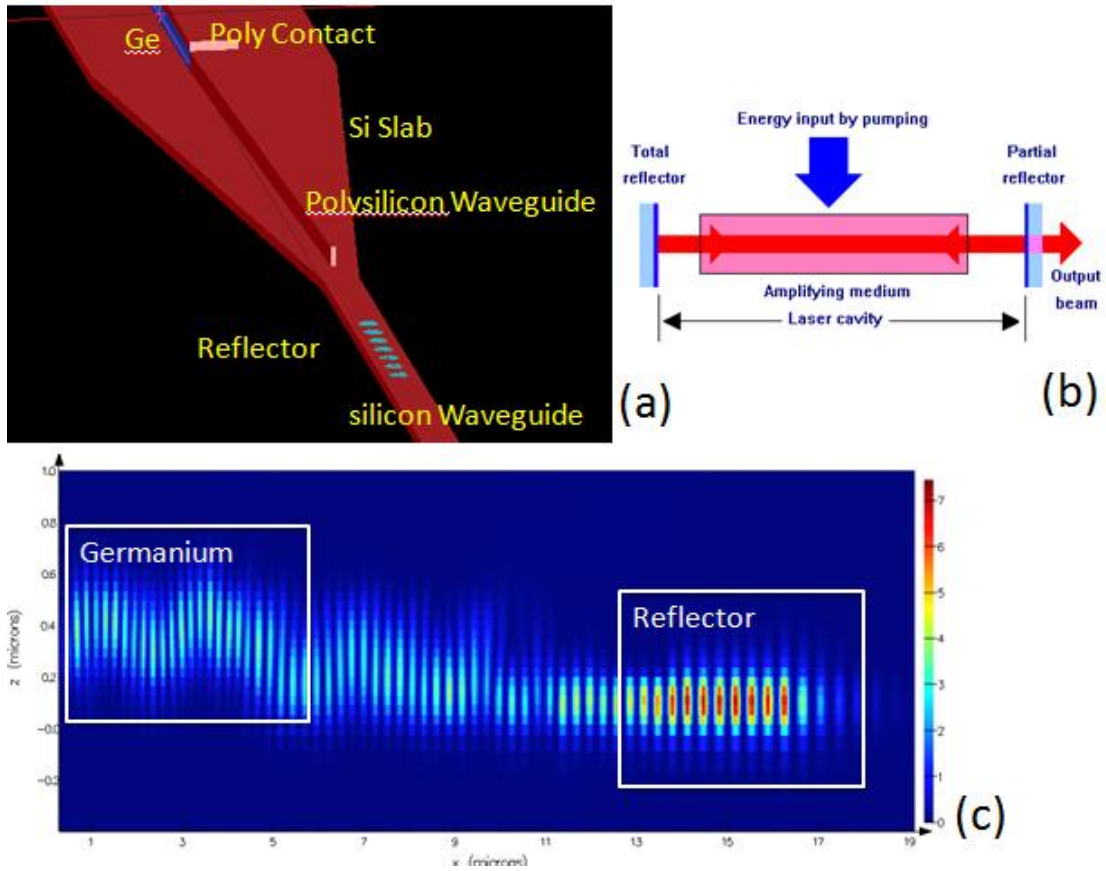 Ge
Poly Contact
Si Slab
Polysilicon Waveguide
Reflector
silicon Waveguide
(a)
Energy input by pumping
Total
reflector
Partial
reflector
Amplifying medium
Laser cavity
Output
beam
(b)
1.0
0.8
0.6
0.4
0.2
-0.0
z (microns)
Germanium
Reflector
7
6
5
4
3
2
1
0
1 3 5 7 9 11 13 15 17 19
x (microns)
(c)